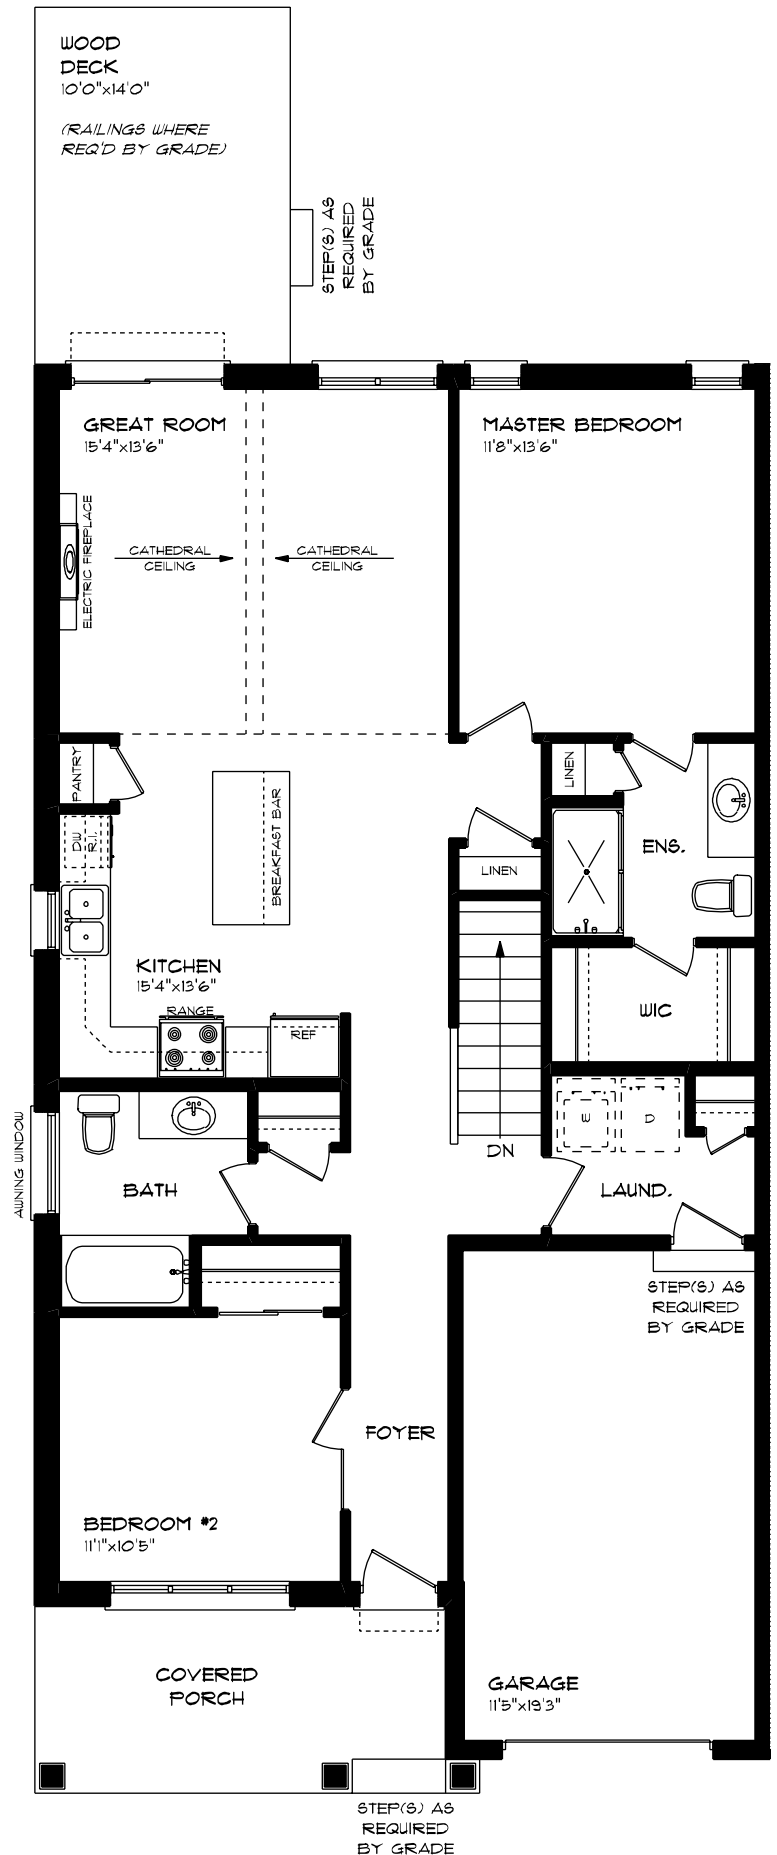 WOOD
DECK
10'0"x14'0"
(RAILINGS WHERE
REQ'D BY GRADE)
STEP(S) AS
REQUIRED
BY GRADE
GREAT ROOM
15'4"x13'6"
MASTER BEDROOM
11'8"x13'6"
ELECTRIC FIREPLACE
CATHEDRAL
CEILING
CATHEDRAL
CEILING
PANTRY
LINEN
DW
R.I.
BREAKFAST BAR
ENS.
LINEN
KITCHEN
15'4"x13'6"
RANGE
REF
WIC
AWNING WINDOW
W
D
DN
BATH
LAUND.
STEP(S) AS
REQUIRED
BY GRADE
FOYER
BEDROOM #2
11'1"x10'5"
COVERED
PORCH
GARAGE
11'5"x19'3"
STEP(S) AS
REQUIRED
BY GRADE